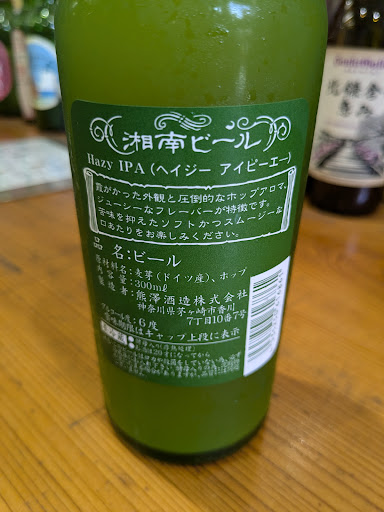 湘南ビール
Hazy IPA (ヘイジー アイピーエー)
霞がかった外観と圧倒的なホップアロマ、
ジューシーなフレーバーが特徴です。
苦味を抑えたソフトかつスムージーな
口あたりをお楽しみください。
品 名:ビール
原材料名:麦芽(ドイツ産)、ホップ
内容量:300ml
製造者:熊澤酒造株式会社
神奈川県茅ヶ崎市香川
7丁目10番7号
アルコール度:6度
賞味期限はキャップ上段に表示